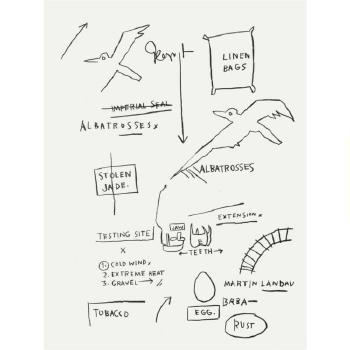 LINEN
BAGS
IMPERIAL SEAL
ALBATROSSES x
ALBATROSSES
STOLEN
JADE.
EXTENSION x
TESTING SITE
X
JAW
←TEETH→
1. COLD WIND x
2. EXTREME HEAT
3. GRAVEL →
MARTIN LANDAU
BABA—
TOBACCO
EGG.
RUST